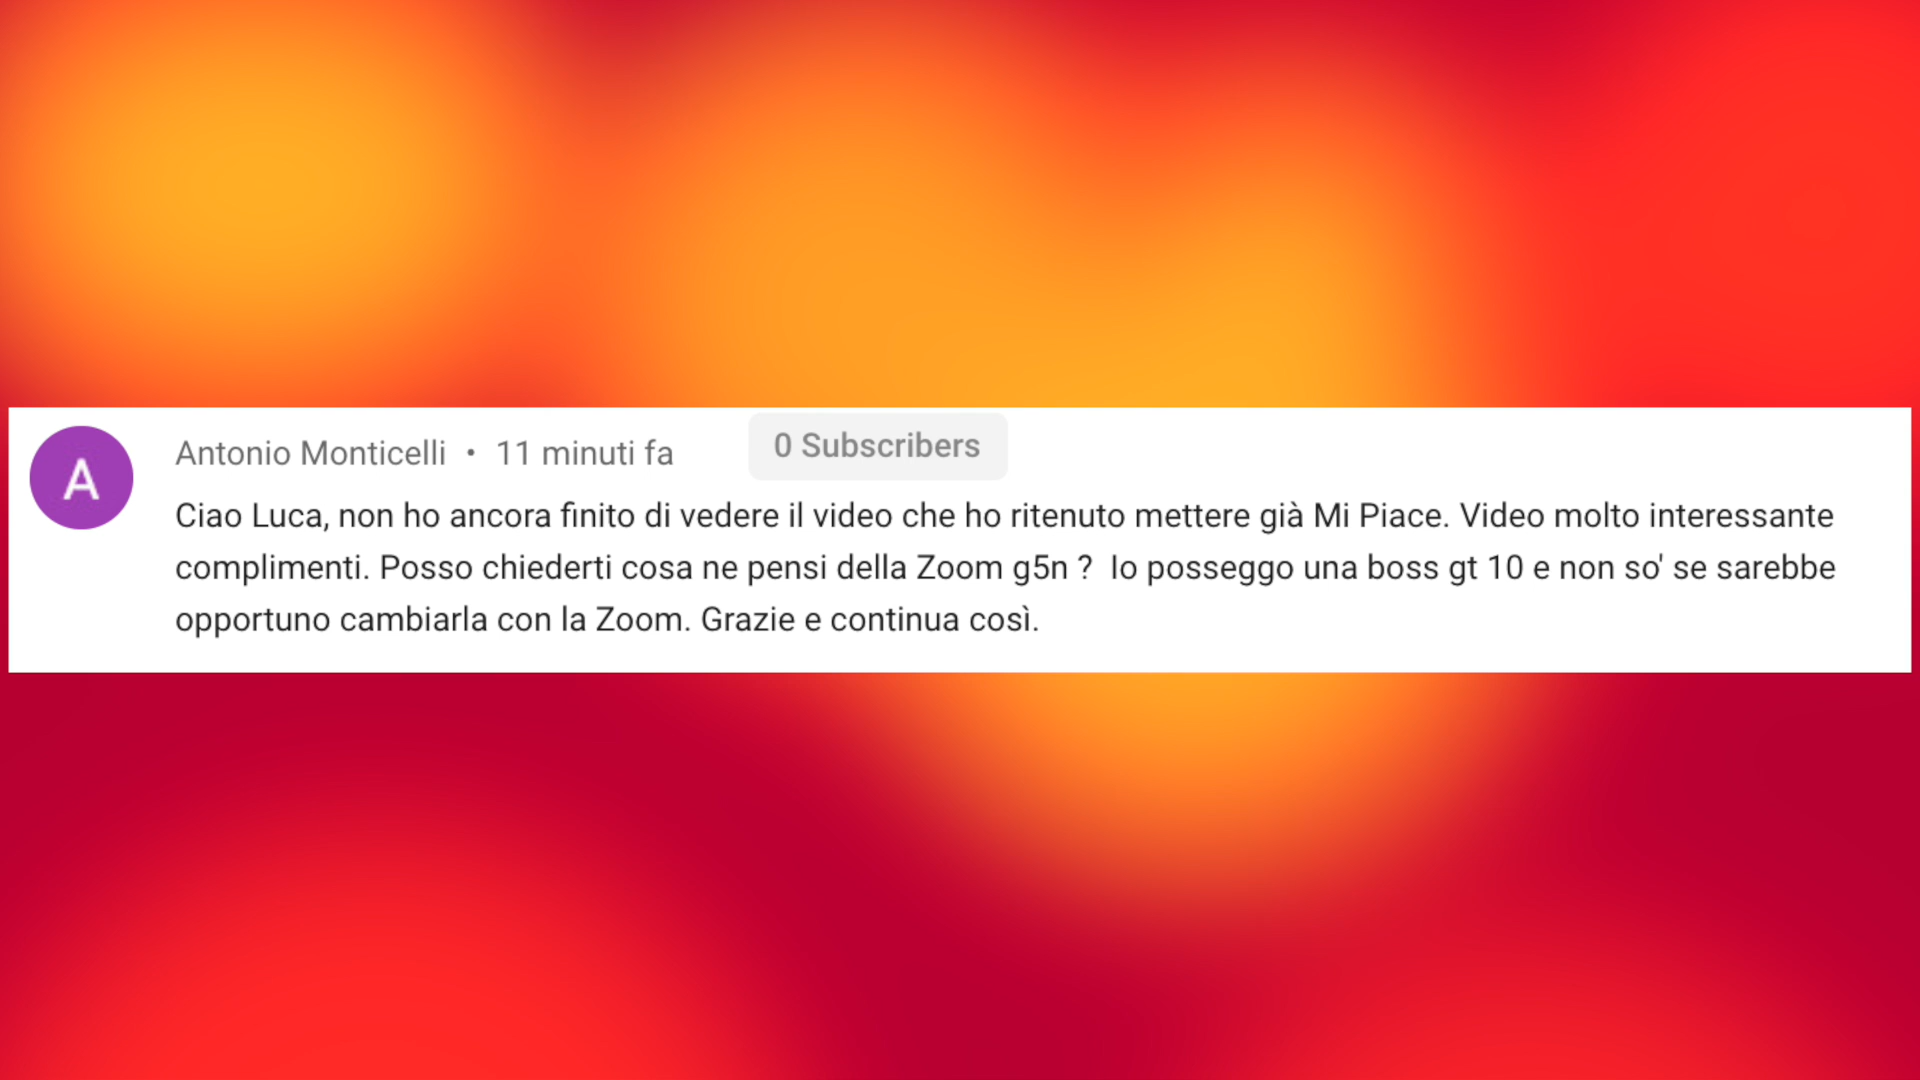 A
Antonio Monticelli • 11 minuti fa 0 Subscribers
Ciao Luca, non ho ancora finito di vedere il video che ho ritenuto mettere già Mi Piace. Video molto interessante
complimenti. Posso chiederti cosa ne pensi della Zoom g5n ?  Io posseggo una boss gt 10 e non so' se sarebbe
opportuno cambiarla con la Zoom. Grazie e continua così.